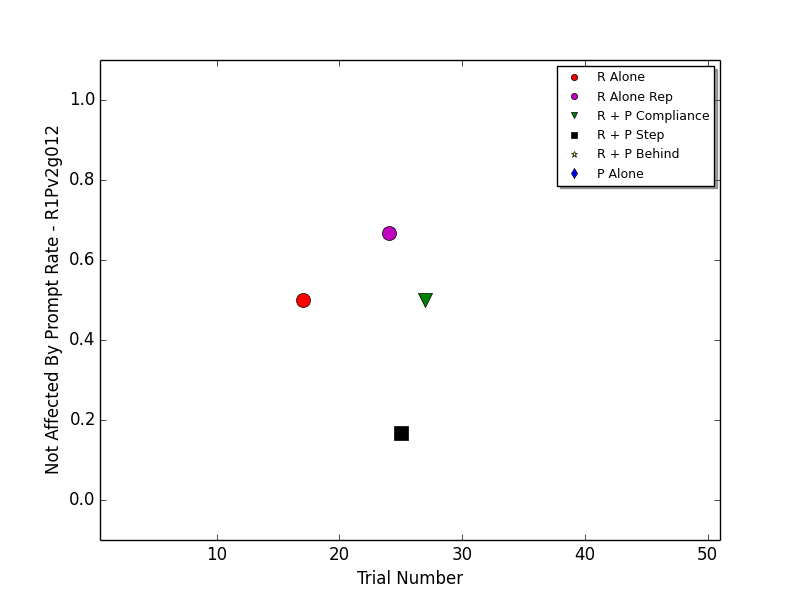 1.0
0.8
0.6
0.4
0.2
0.0
Not Affected By Prompt Rate - R1Pv2g012
R Alone
R Alone Rep
R + P Compliance
R + P Step
R + P Behind
P Alone
10 20 30 40 50
Trial Number